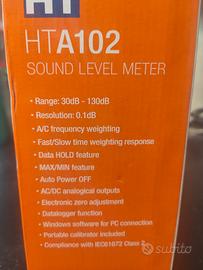 HT
HTA102
SOUND LEVEL METER
• Range: 30dB - 130dB
• Resolution: 0.1dB
• A/C frequency weighting
• Fast/Slow time weighting response
• Data HOLD feature
• MAX/MIN feature
• Auto Power OFF
• AC/DC analogical outputs
• Electronic zero adjustment
• Datalogger function
• Windows software for PC connection
• Portable calibrator included
• Compliance with IEC61672 Class 2
subito